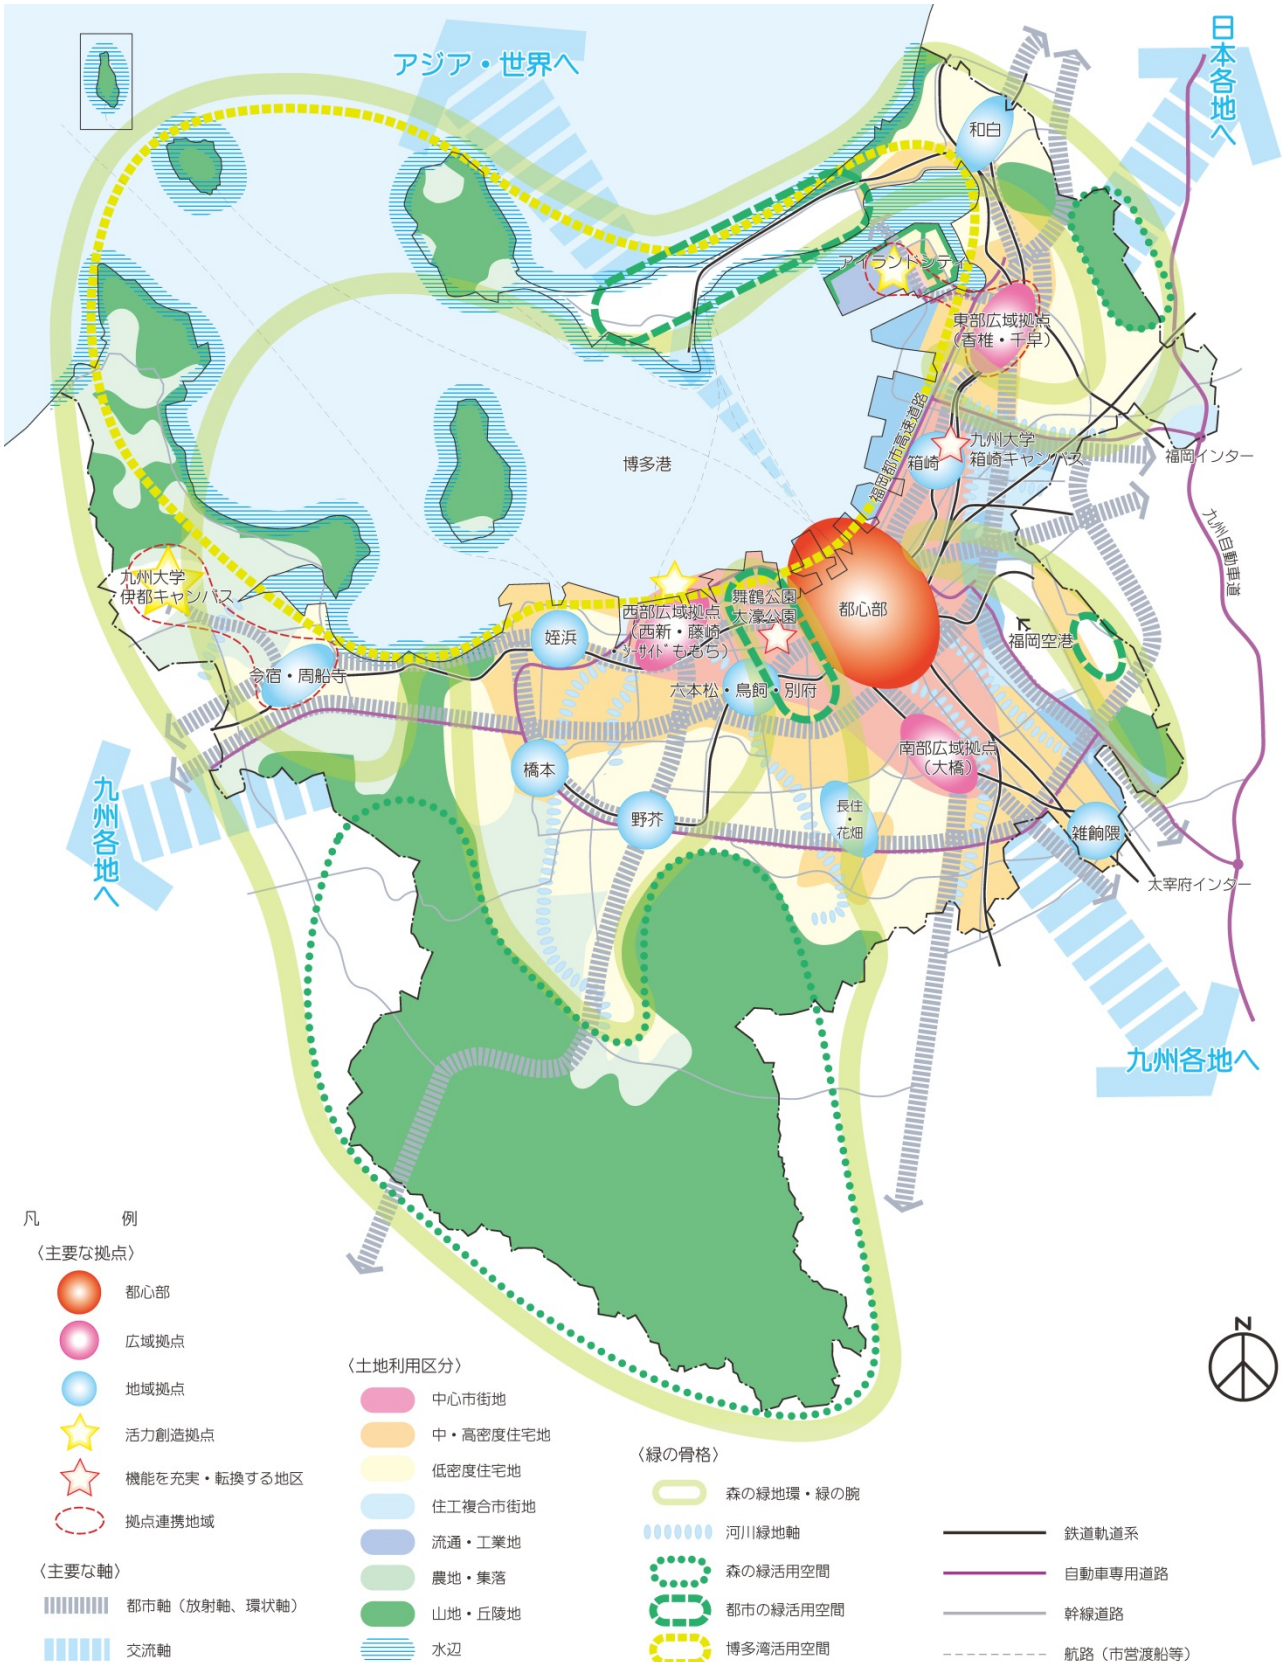 アジア・世界へ
日本各地へ
和白
アイランドシティ
東部広域拠点
（香椎・千早）
福岡都市高速道路
九州大学
箱崎キャンパス
箱崎
福岡インター
博多港
九州自動車道
九州大学
伊都キャンパス
西部広域拠点
（西新・藤崎
・シーサイドももち）
舞鶴公園
大濠公園
都心部
福岡空港
姪浜
今宿・周船寺
六本松・鳥飼・別府
南部広域拠点
（大橋）
橋本
野芥
長住
・
花畑
雑餉隈
太宰府インター
九州各地へ
九州各地へ
N
凡例
〈主要な拠点〉
都心部
広域拠点
地域拠点
活力創造拠点
機能を充実・転換する地区
拠点連携地域
〈主要な軸〉
都市軸（放射軸、環状軸）
交流軸
〈土地利用区分〉
中心市街地
中・高密度住宅地
低密度住宅地
住工複合市街地
流通・工業地
農地・集落
山地・丘陵地
水辺
〈緑の骨格〉
森の緑地環・緑の腕
河川緑地軸
森の緑活用空間
都市の緑活用空間
博多湾活用空間
鉄道軌道系
自動車専用道路
幹線道路
航路（市営渡船等）